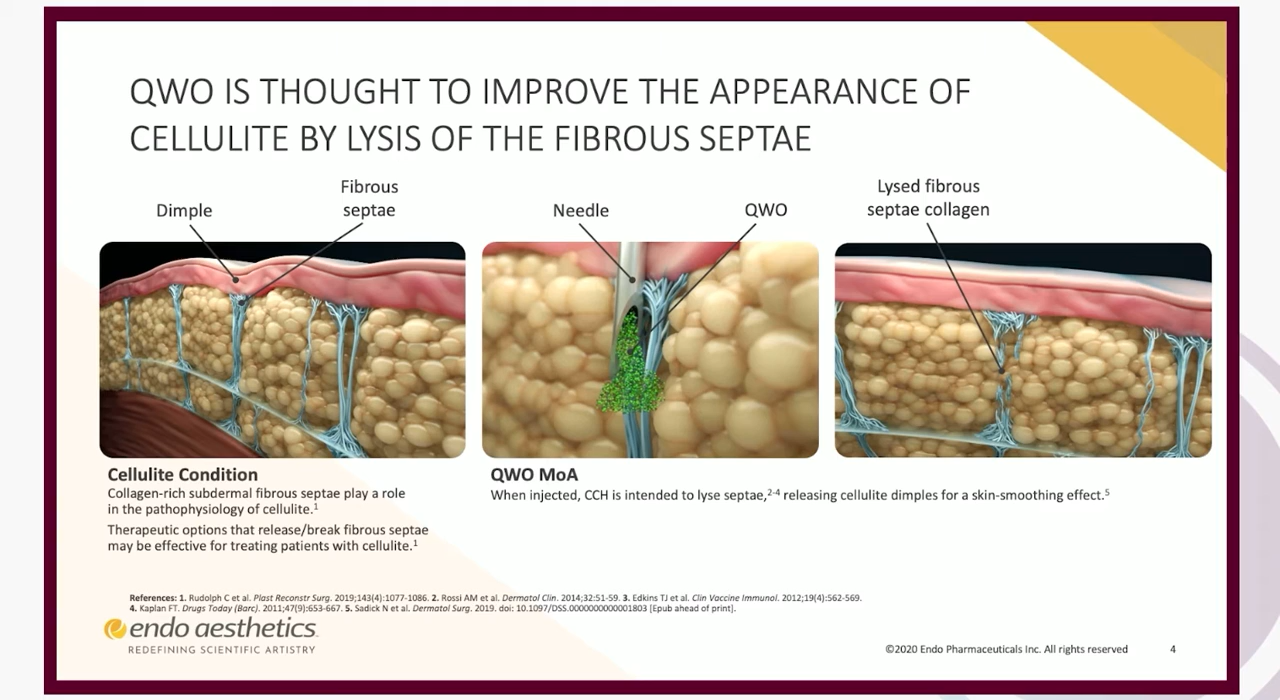 QWO IS THOUGHT TO IMPROVE THE APPEARANCE OF
CELLULITE BY LYSIS OF THE FIBROUS SEPTAE
Dimple
Fibrous
septae
Needle
QWO
Lysed fibrous
septae collagen
Cellulite Condition
Collagen-rich subdermal fibrous septae play a role
in the pathophysiology of cellulite.¹
Therapeutic options that release/break fibrous septae
may be effective for treating patients with cellulite.¹
QWO MoA
When injected, CCH is intended to lyse septae,²⁻⁴ releasing cellulite dimples for a skin-smoothing effect.⁵
References: 1. Rudolph C et al. Plast Reconstr Surg. 2019;143(4):1077-1086. 2. Rossi AM et al. Dermatol Clin. 2014;32:51-59. 3. Edkins TJ et al. Clin Vaccine Immunol. 2012;19(4):562-569.
4. Kaplan FT. Drugs Today (Barc). 2011;47(9):653-667. 5. Sadick N et al. Dermatol Surg. 2019. doi: 10.1097/DSS.0000000000001803 [Epub ahead of print].
endo aesthetics
REDEFINING SCIENTIFIC ARTISTRY
©2020 Endo Pharmaceuticals Inc. All rights reserved
4